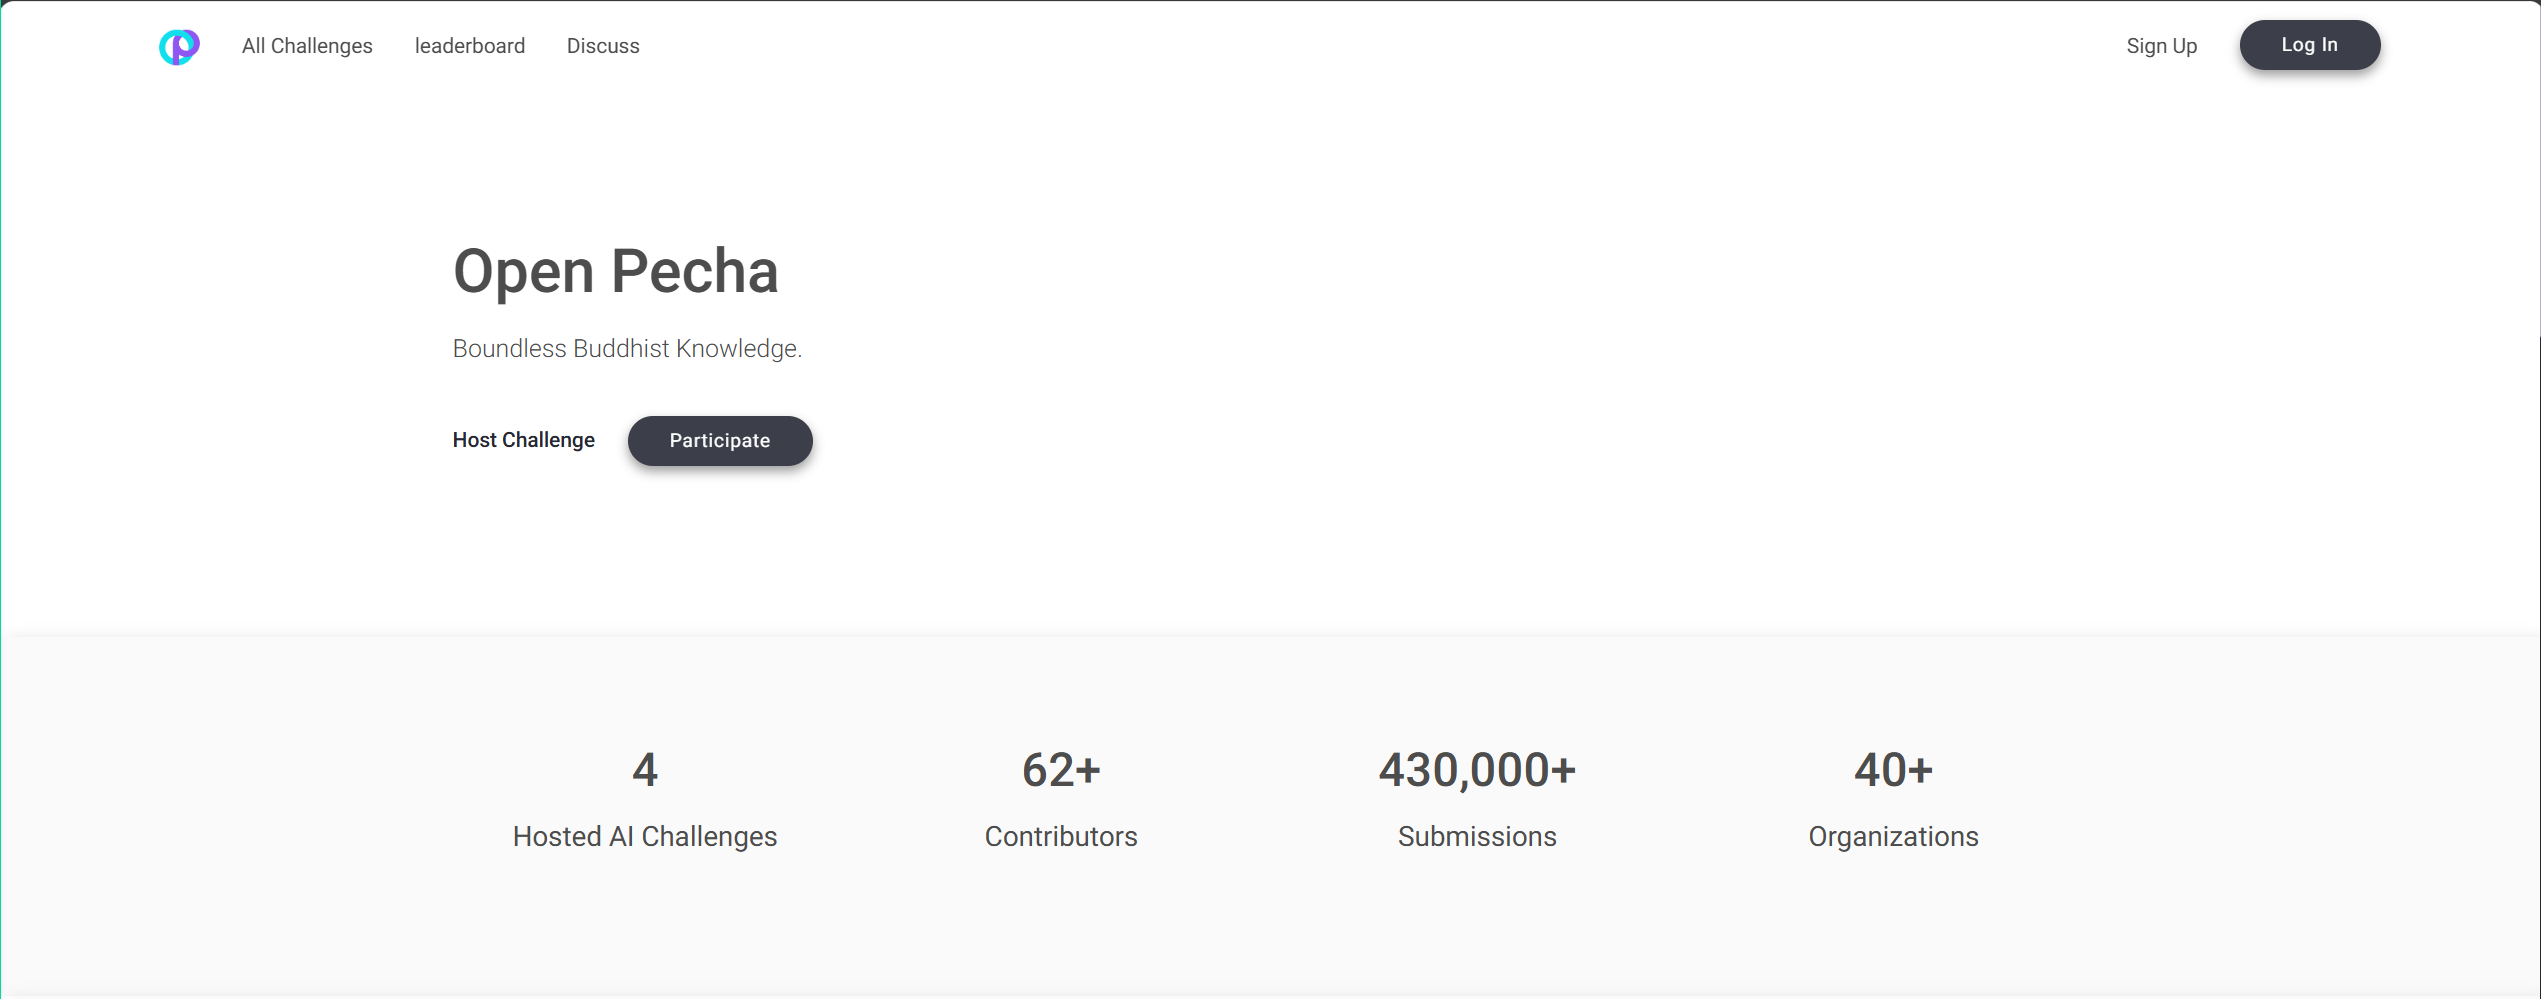 All Challenges leaderboard Discuss Sign Up Log In
Open Pecha
Boundless Buddhist Knowledge.
Host Challenge Participate
4 62+ 430,000+ 40+
Hosted AI Challenges Contributors Submissions Organizations